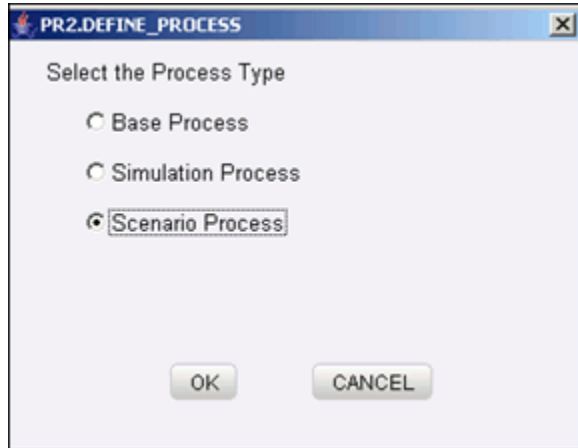 PR2.DEFINE_PROCESS
Select the Process Type
Base Process
Simulation Process
Scenario Process
OK CANCEL